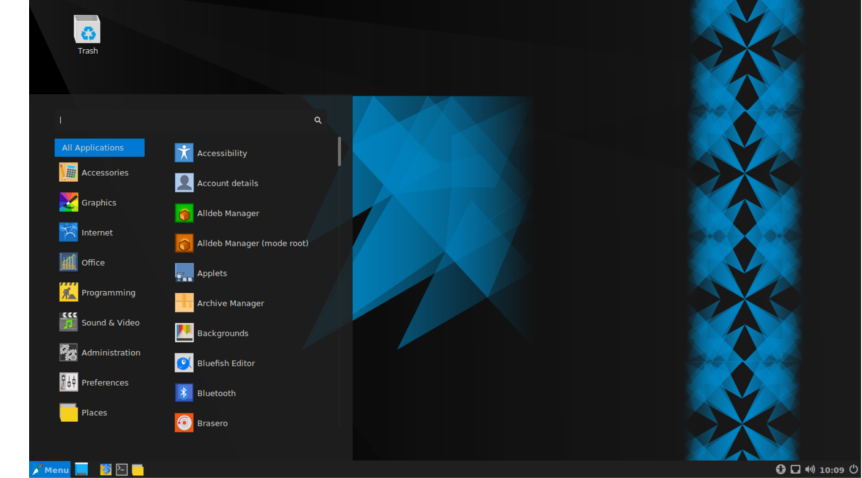 Trash
All Applications
Accessories
Graphics
Internet
Office
Programming
Sound & Video
Administration
Preferences
Places
Accessibility
Account details
Alldeb Manager
Alldeb Manager (mode root)
Applets
Archive Manager
Backgrounds
Bluefish Editor
Bluetooth
Brasero
Menu
10:09